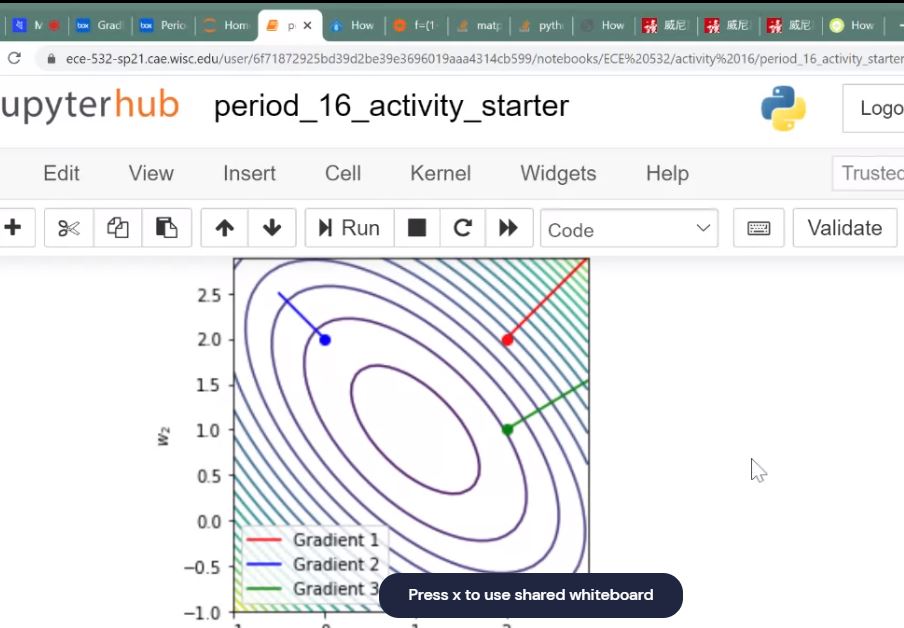 Grad
Perio
Hom
p
How
f={1
matp
pyth
How
威尼
威尼
威尼
How
ece-532-sp21.cae.wisc.edu/user/6f71872925bd39d2be39e3696019aaa4314cb599/notebooks/ECE%20532/activity%2016/period_16_activity_starter
upyterhub
period_16_activity_starter
Logo
Edit View Insert Cell Kernel Widgets Help Trusted
Run Code Validate
2.5
2.0
1.5
1.0
w₂
0.5
0.0
−0.5
−1.0
Gradient 1
Gradient 2
Gradient 3
Press x to use shared whiteboard